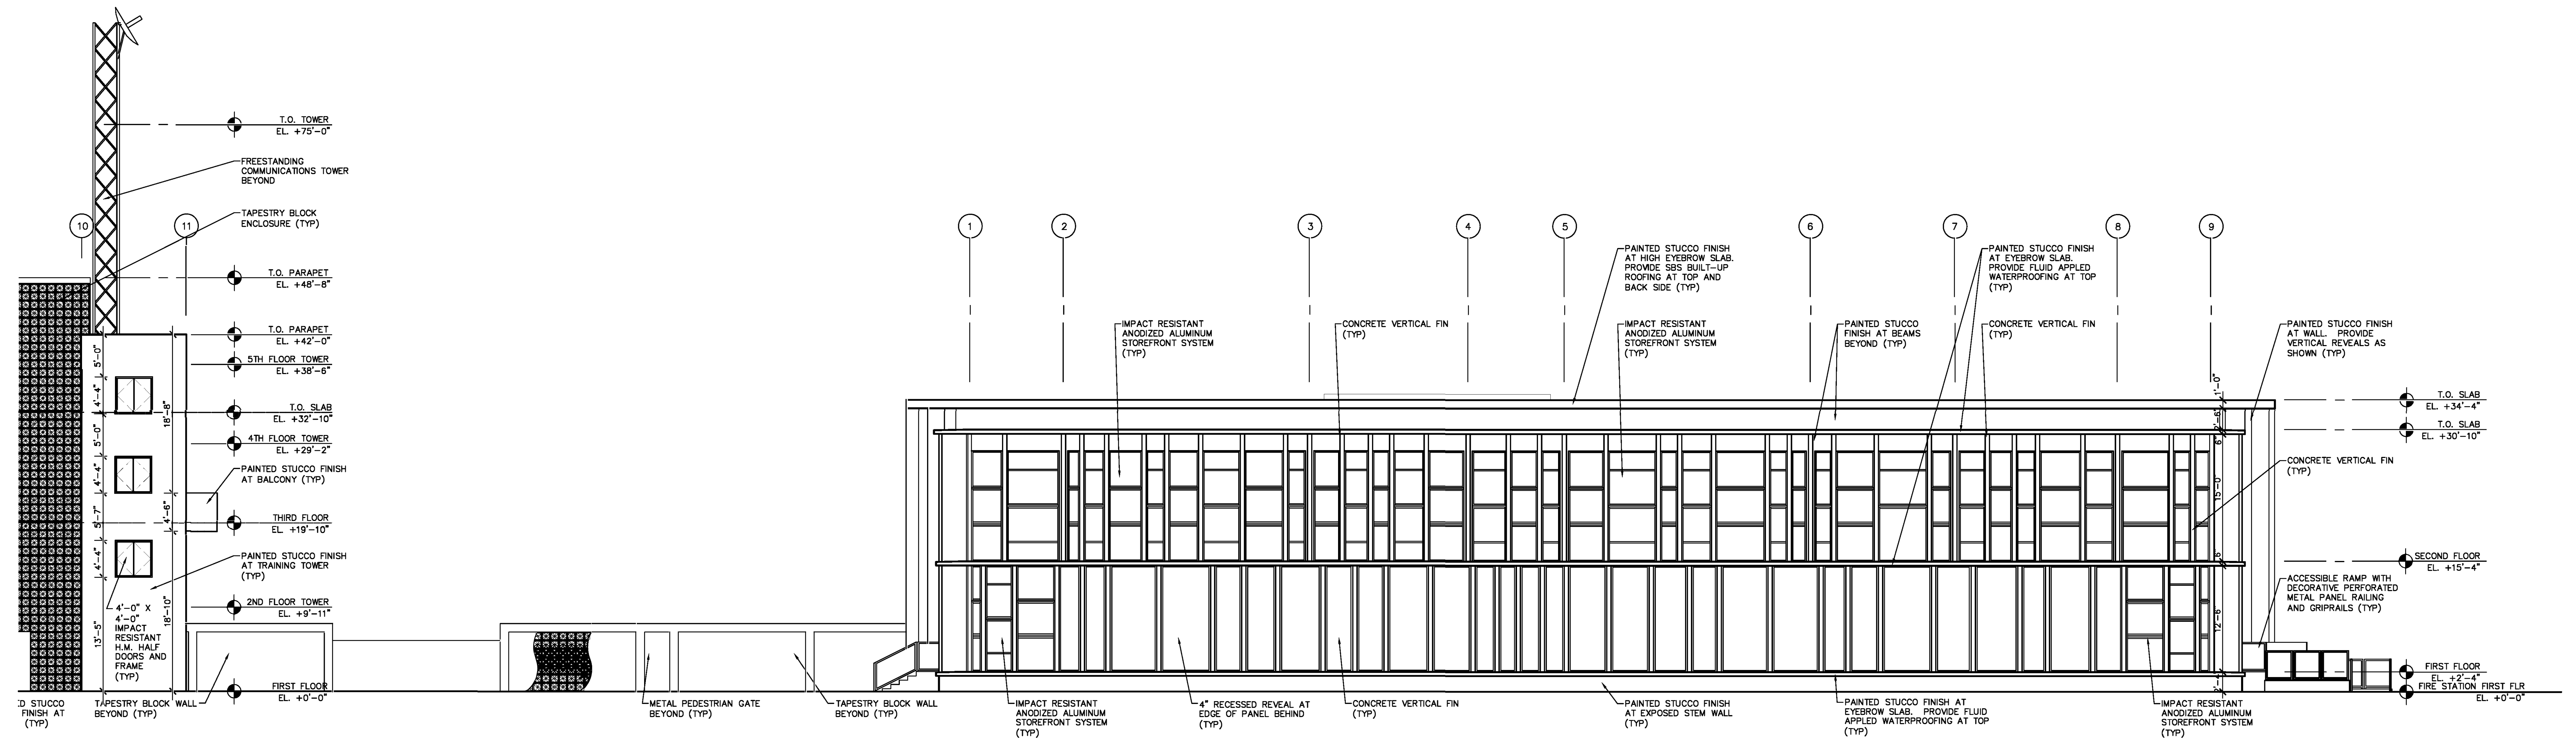 T.O. TOWER
EL. +75'-0"
FREESTANDING
COMMUNICATIONS TOWER
BEYOND
TAPESTRY BLOCK
ENCLOSURE (TYP)
10
11
1
2
3
4
5
6
7
8
9
T.O. PARAPET
EL. +48'-8"
T.O. PARAPET
EL. +42'-0"
5TH FLOOR TOWER
EL. +38'-6"
T.O. SLAB
EL. +32'-10"
4TH FLOOR TOWER
EL. +29'-2"
PAINTED STUCCO FINISH
AT BALCONY (TYP)
THIRD FLOOR
EL. +19'-10"
PAINTED STUCCO FINISH
AT TRAINING TOWER
(TYP)
2ND FLOOR TOWER
EL. +9'-11"
FIRST FLOOR
EL. +0'-0"
5'-0"
4'-4"
5'-0"
4'-4"
5'-7"
4'-4"
13'-5"
18'-8"
4'-6"
18'-10"
4'-0" X
4'-0"
IMPACT
RESISTANT
H.M. HALF
DOORS AND
FRAME
(TYP)
STUCCO
FINISH AT
(TYP)
TAPESTRY BLOCK WALL
BEYOND (TYP)
METAL PEDESTRIAN GATE
BEYOND (TYP)
TAPESTRY BLOCK WALL
BEYOND (TYP)
IMPACT RESISTANT
ANODIZED ALUMINUM
STOREFRONT SYSTEM
(TYP)
CONCRETE VERTICAL FIN
(TYP)
PAINTED STUCCO FINISH
AT HIGH EYEBROW SLAB.
PROVIDE SBS BUILT-UP
ROOFING AT TOP AND
BACK SIDE (TYP)
IMPACT RESISTANT
ANODIZED ALUMINUM
STOREFRONT SYSTEM
(TYP)
PAINTED STUCCO
FINISH AT BEAMS
BEYOND (TYP)
PAINTED STUCCO FINISH
AT EYEBROW SLAB.
PROVIDE FLUID APPLED
WATERPROOFING AT TOP
(TYP)
CONCRETE VERTICAL FIN
(TYP)
PAINTED STUCCO FINISH
AT WALL. PROVIDE
VERTICAL REVEALS AS
SHOWN (TYP)
T.O. SLAB
EL. +34'-4"
T.O. SLAB
EL. +30'-10"
CONCRETE VERTICAL FIN
(TYP)
SECOND FLOOR
EL. +15'-4"
ACCESSIBLE RAMP WITH
DECORATIVE PERFORATED
METAL PANEL RAILING
AND GRIPRAILS (TYP)
FIRST FLOOR
EL. +2'-4"
FIRE STATION FIRST FLR
EL. +0'-0"
1'-0"
6"
15'-0"
6"
12'-6"
IMPACT RESISTANT
ANODIZED ALUMINUM
STOREFRONT SYSTEM
(TYP)
4" RECESSED REVEAL AT
EDGE OF PANEL BEHIND
(TYP)
CONCRETE VERTICAL FIN
(TYP)
PAINTED STUCCO FINISH
AT EXPOSED STEM WALL
(TYP)
PAINTED STUCCO FINISH AT
EYEBROW SLAB. PROVIDE FLUID
APPLED WATERPROOFING AT TOP
(TYP)
IMPACT RESISTANT
ANODIZED ALUMINUM
STOREFRONT SYSTEM
(TYP)